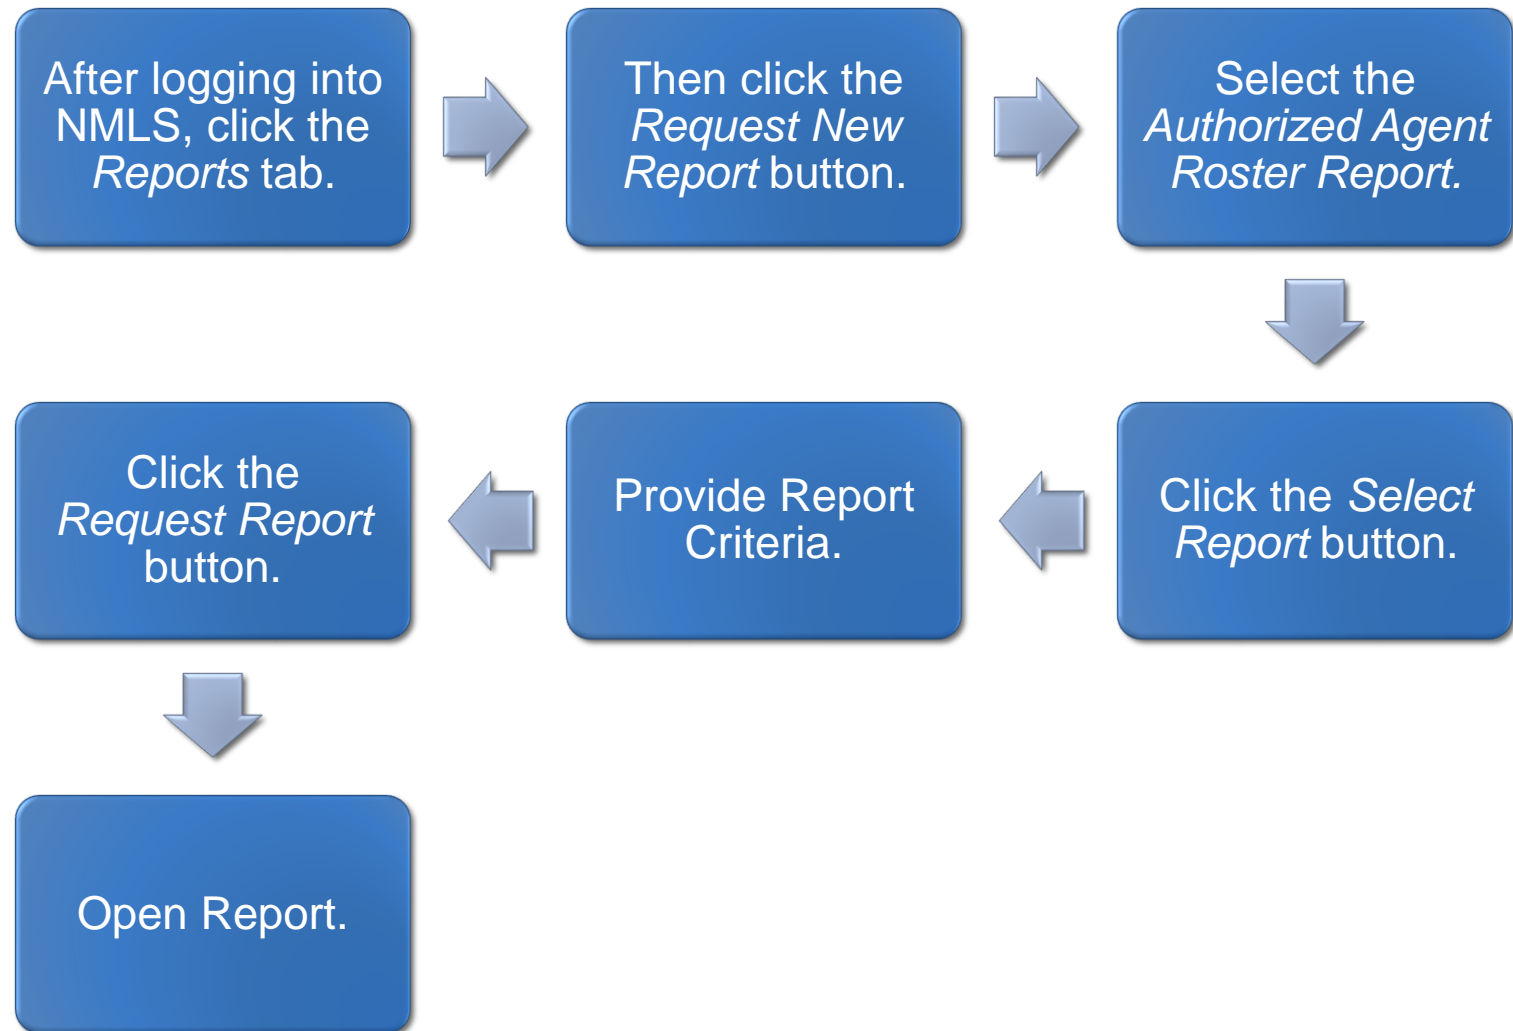 After logging into
NMLS, click the
Reports tab.
Then click the
Request New
Report button.
Select the
Authorized Agent
Roster Report.
Click the Select
Report button.
Provide Report
Criteria.
Click the
Request Report
button.
Open Report.